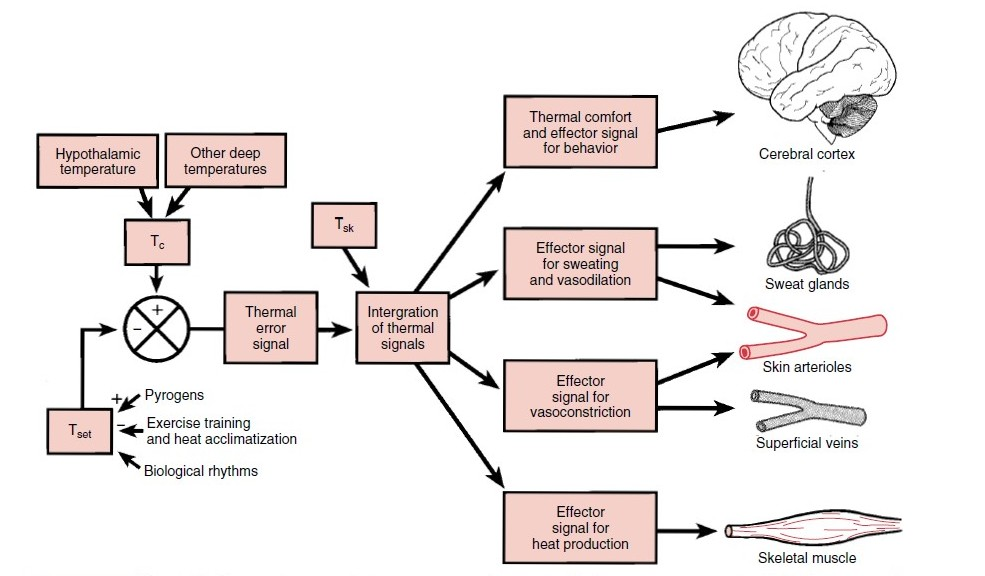 Hypothalamic
temperature
Other deep
temperatures
Tc
Tsk
+
−
Thermal
error
signal
Intergration
of thermal
signals
Tset
+
Pyrogens
−
Exercise training
and heat acclimatization
Biological rhythms
Thermal comfort
and effector signal
for behavior
Cerebral cortex
Effector signal
for sweating
and vasodilation
Sweat glands
Skin arterioles
Effector
signal for
vasoconstriction
Superficial veins
Effector
signal for
heat production
Skeletal muscle